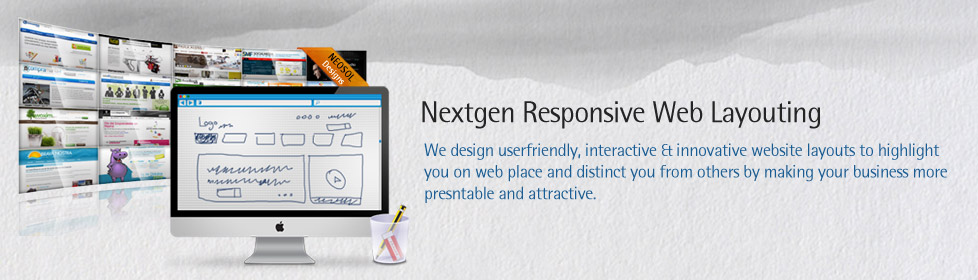 NEOSOL
Designs
Logo
Nextgen Responsive Web Layouting
We design userfriendly, interactive & innovative website layouts to highlight
you on web place and distinct you from others by making your business more
presntable and attractive.